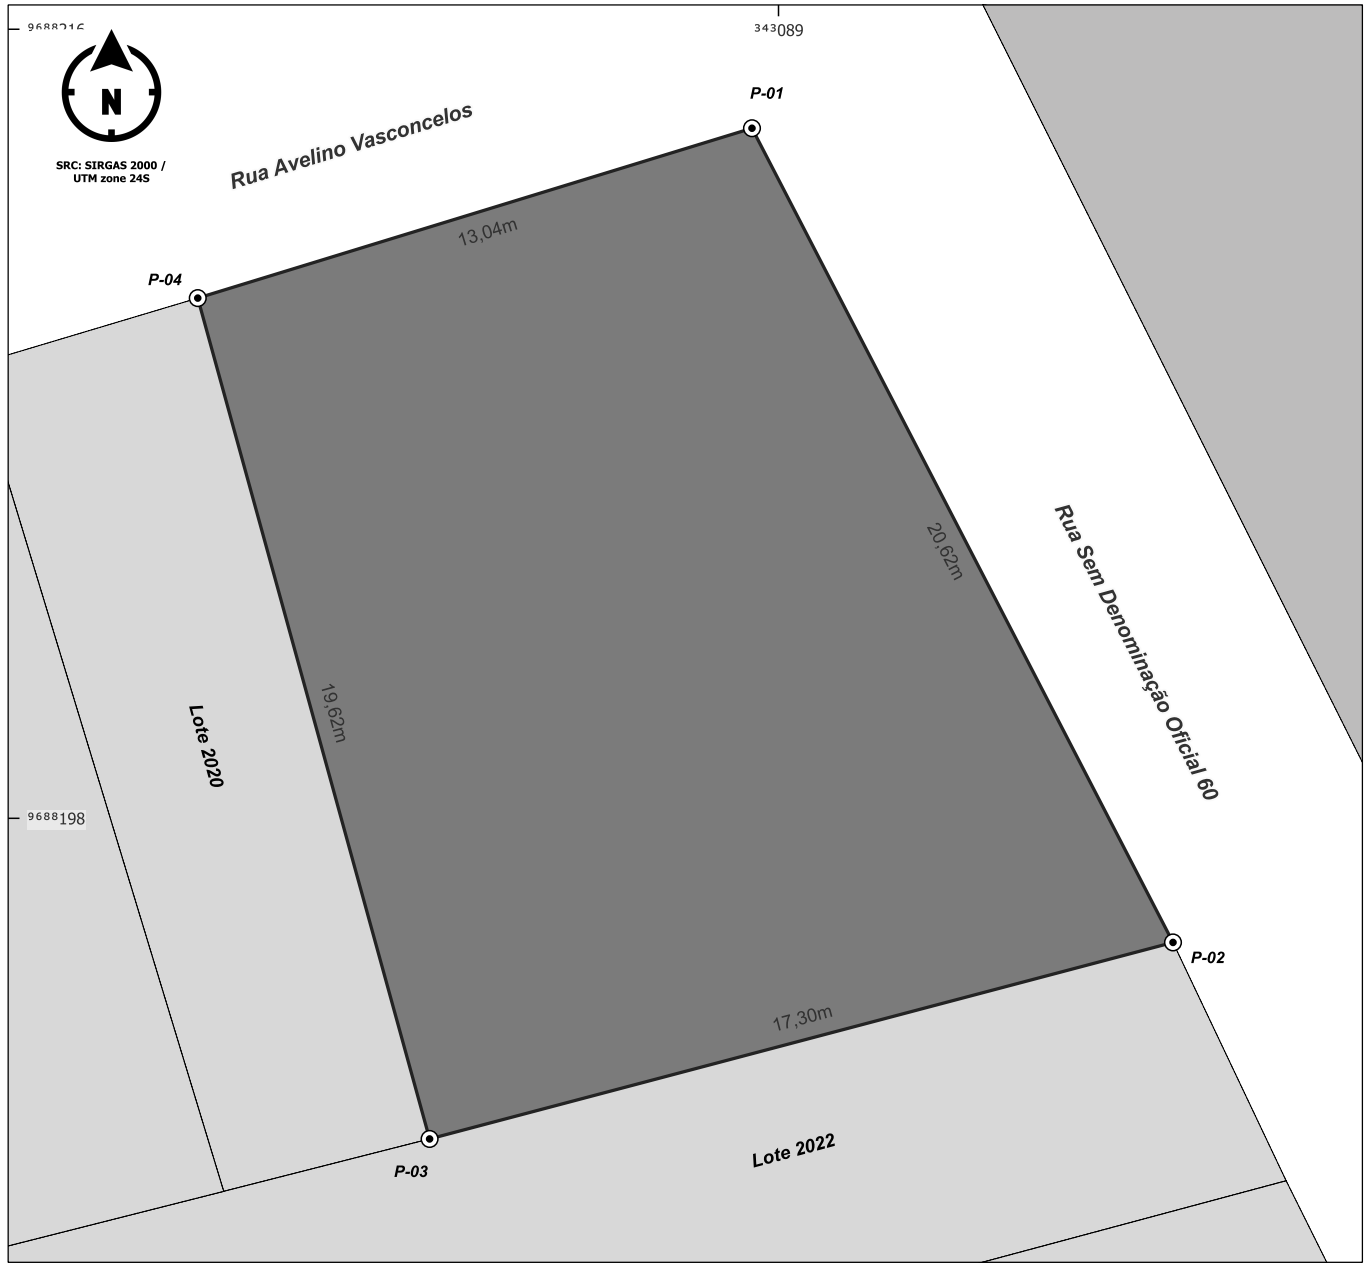 9688216
343089
P-01
N
Rua Avelino Vasconcelos
SRC: SIRGAS 2000 /
UTM zone 24S
13,04m
P-04
Rua Sem Denominação Oficial 60
20,62m
19,62m
Lote 2020
9688198
P-02
17,30m
Lote 2022
P-03